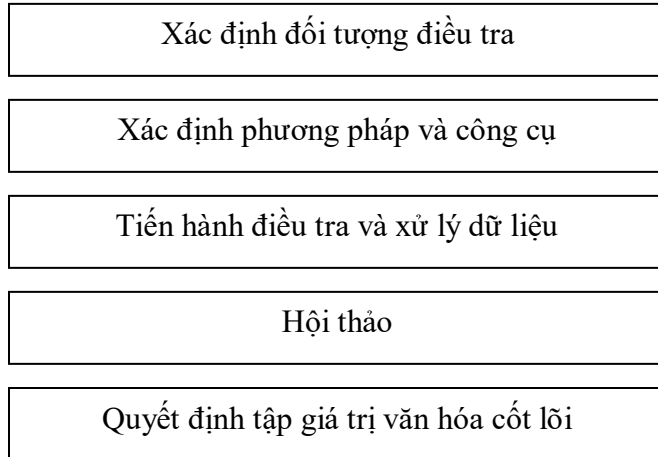 Xác định đối tượng điều tra
Xác định phương pháp và công cụ
Tiến hành điều tra và xử lý dữ liệu
Hội thảo
Quyết định tập giá trị văn hóa cốt lõi